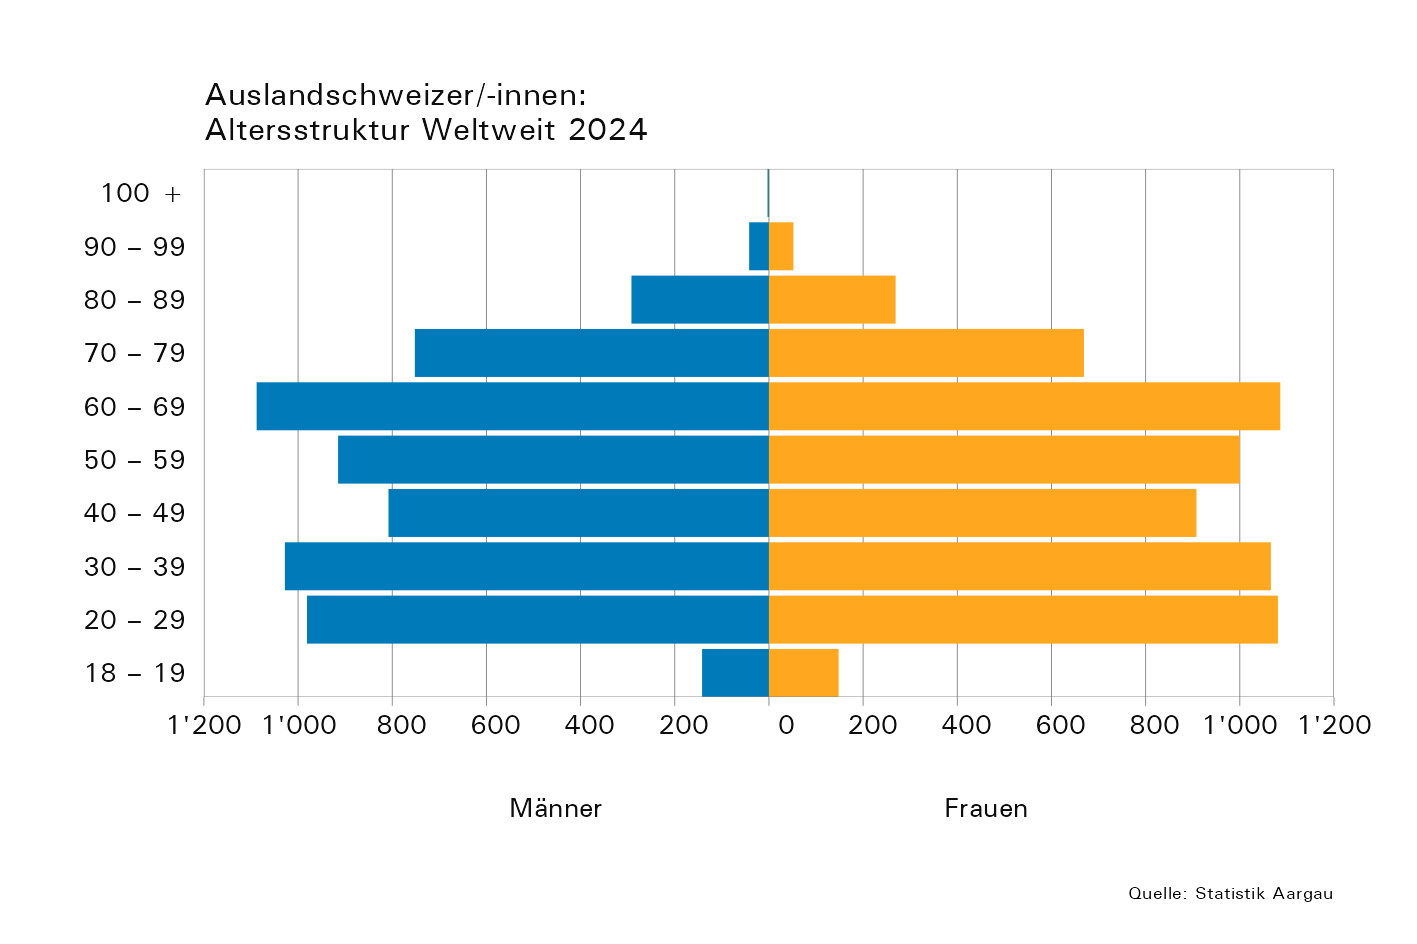 Auslandschweizer/-innen:
Altersstruktur Weltweit 2024
100 +
90 – 99
80 – 89
70 – 79
60 – 69
50 – 59
40 – 49
30 – 39
20 – 29
18 – 19
1'200 1'000 800 600 400 200 0 200 400 600 800 1'000 1'200
Männer Frauen
Quelle: Statistik Aargau